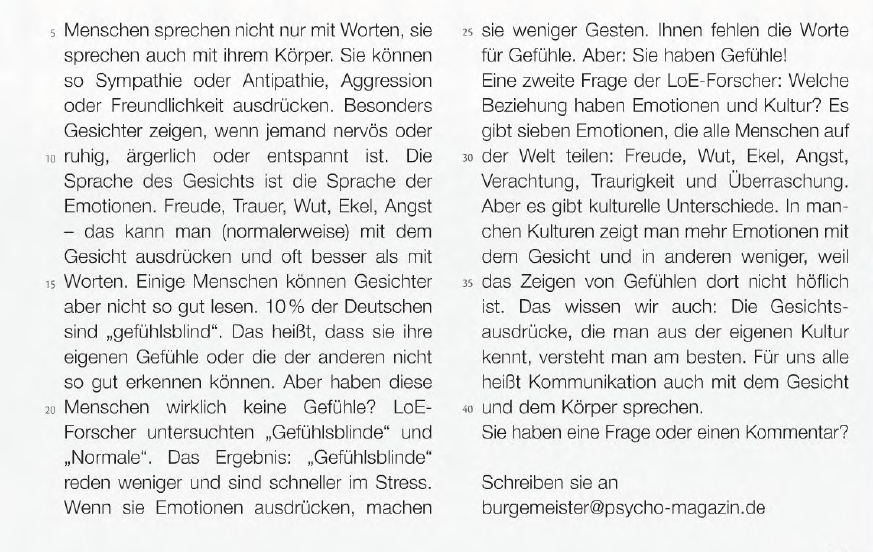 5 Menschen sprechen nicht nur mit Worten, sie
sprechen auch mit ihrem Körper. Sie können
so Sympathie oder Antipathie, Aggression
oder Freundlichkeit ausdrücken. Besonders
Gesichter zeigen, wenn jemand nervös oder
10 ruhig, ärgerlich oder entspannt ist. Die
Sprache des Gesichts ist die Sprache der
Emotionen. Freude, Trauer, Wut, Ekel, Angst
– das kann man (normalerweise) mit dem
Gesicht ausdrücken und oft besser als mit
15 Worten. Einige Menschen können Gesichter
aber nicht so gut lesen. 10% der Deutschen
sind „gefühlsblind“. Das heißt, dass sie ihre
eigenen Gefühle oder die der anderen nicht
so gut erkennen können. Aber haben diese
20 Menschen wirklich keine Gefühle? LoE-
Forscher untersuchten „Gefühlsblinde“ und
„Normale“. Das Ergebnis: „Gefühlsblinde“
reden weniger und sind schneller im Stress.
Wenn sie Emotionen ausdrücken, machen
25 sie weniger Gesten. Ihnen fehlen die Worte
für Gefühle. Aber: Sie haben Gefühle!
Eine zweite Frage der LoE-Forscher: Welche
Beziehung haben Emotionen und Kultur? Es
gibt sieben Emotionen, die alle Menschen auf
30 der Welt teilen: Freude, Wut, Ekel, Angst,
Verachtung, Traurigkeit und Überraschung.
Aber es gibt kulturelle Unterschiede. In man-
chen Kulturen zeigt man mehr Emotionen mit
dem Gesicht und in anderen weniger, weil
35 das Zeigen von Gefühlen dort nicht höflich
ist. Das wissen wir auch: Die Gesichts-
ausdrücke, die man aus der eigenen Kultur
kennt, versteht man am besten. Für uns alle
heißt Kommunikation auch mit dem Gesicht
40 und dem Körper sprechen.
Sie haben eine Frage oder einen Kommentar?
Schreiben sie an
burgemeister@psycho-magazin.de